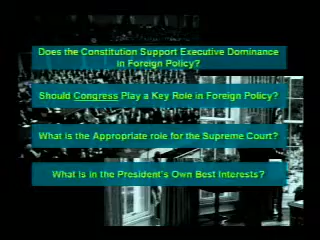 Does the Constitution Support Executive Dominance
in Foreign Policy?
Should Congress Play a Key Role in Foreign Policy?
What is the Appropriate role for the Supreme Court?
What Is in the President's Own Best Interests?